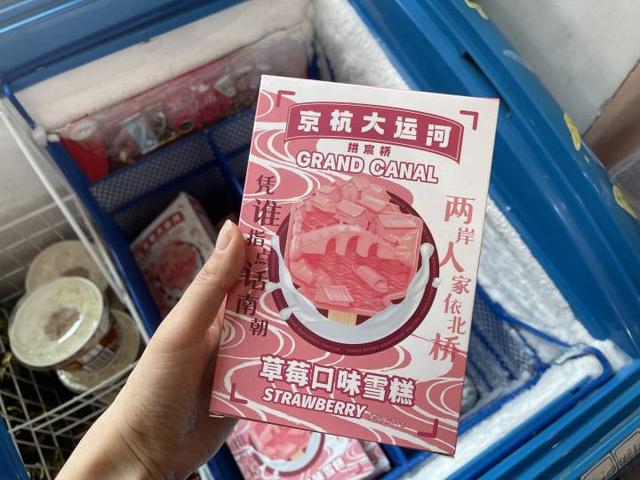 京杭大运河
拱宸桥
GRAND CANAL
两岸人家依北桥
凭谁指点话南朝
草莓口味雪糕
STRAWBERRY